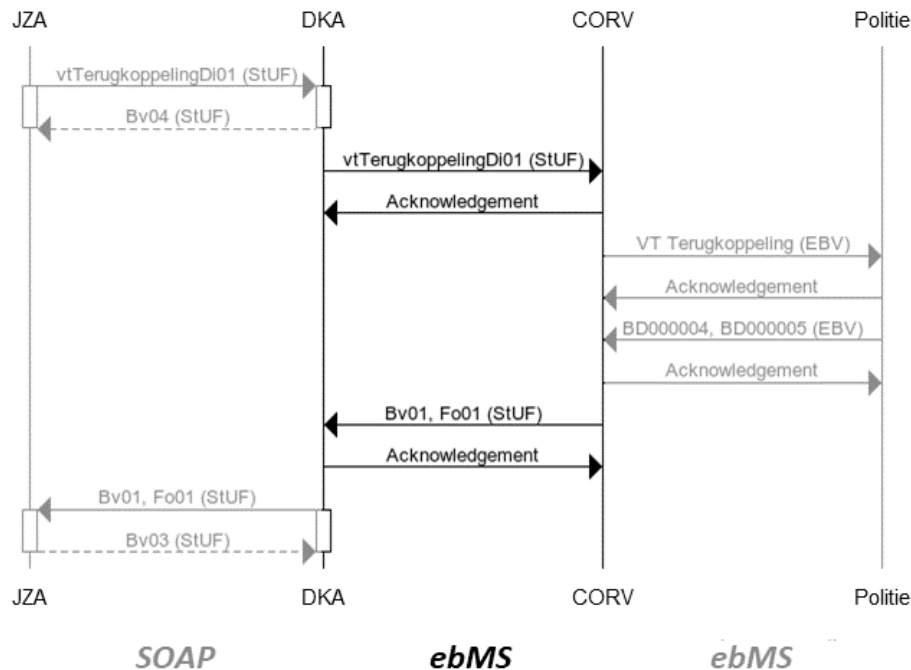 JZA DKA CORV Politie
vtTerugkoppelingDi01 (StUF)
Bv04 (StUF)
vtTerugkoppelingDi01 (StUF)
Acknowledgement
VT Terugkoppeling (EBV)
Acknowledgement
BD000004, BD000005 (EBV)
Acknowledgement
Bv01, Fo01 (StUF)
Acknowledgement
Bv01, Fo01 (StUF)
Bv03 (StUF)
JZA DKA CORV Politie
SOAP ebMS ebMS